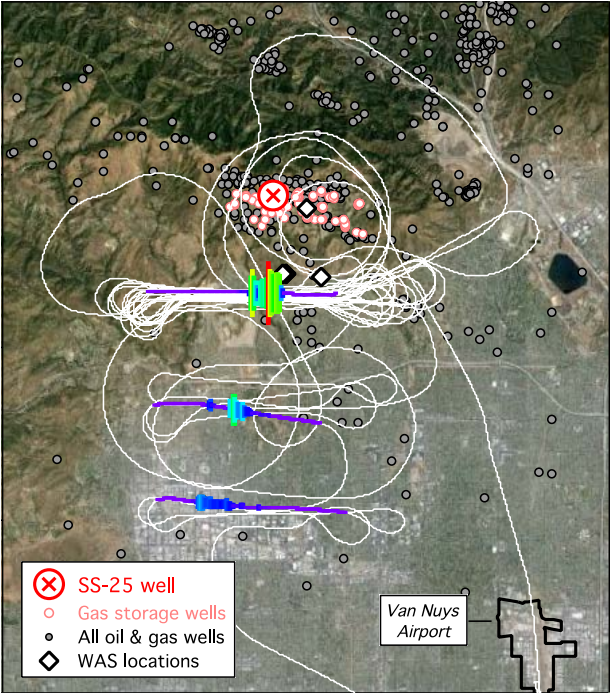 SS-25 well
Gas storage wells
All oil & gas wells
WAS locations
Van Nuys
Airport